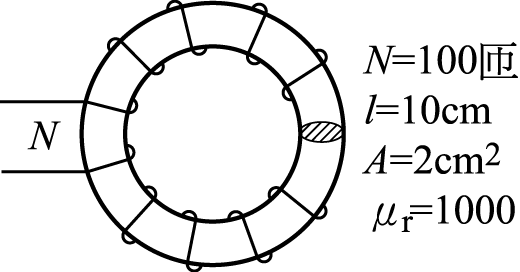 N
N=100匝
l=10cm
A=2cm²
μr=1000